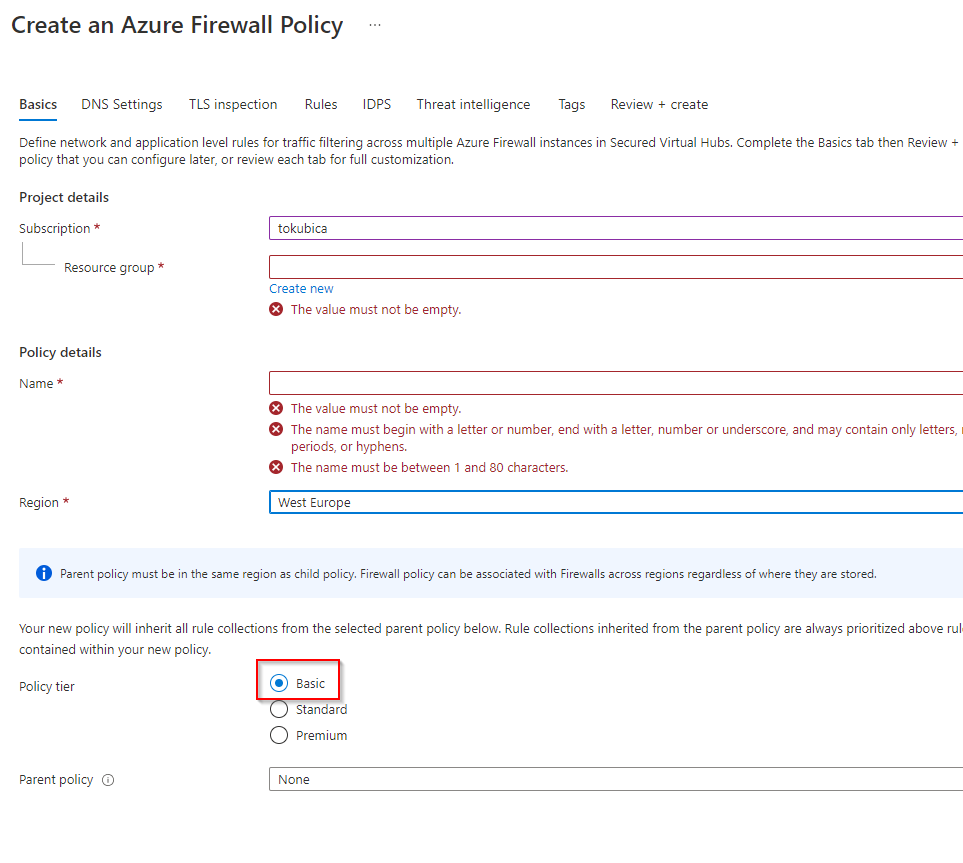 Create an Azure Firewall Policy ...
Basics DNS Settings TLS inspection Rules IDPS Threat intelligence Tags Review + create
Define network and application level rules for traffic filtering across multiple Azure Firewall instances in Secured Virtual Hubs. Complete the Basics tab then Review +
policy that you can configure later, or review each tab for full customization.
Project details
Subscription * tokubica
Resource group *
Create new
The value must not be empty.
Policy details
Name *
The value must not be empty.
The name must begin with a letter or number, end with a letter, number or underscore, and may contain only letters,
periods, or hyphens.
The name must be between 1 and 80 characters.
Region * West Europe
Parent policy must be in the same region as child policy. Firewall policy can be associated with Firewalls across regions regardless of where they are stored.
Your new policy will inherit all rule collections from the selected parent policy below. Rule collections inherited from the parent policy are always prioritized above
contained within your new policy.
Policy tier Basic
Standard
Premium
Parent policy None